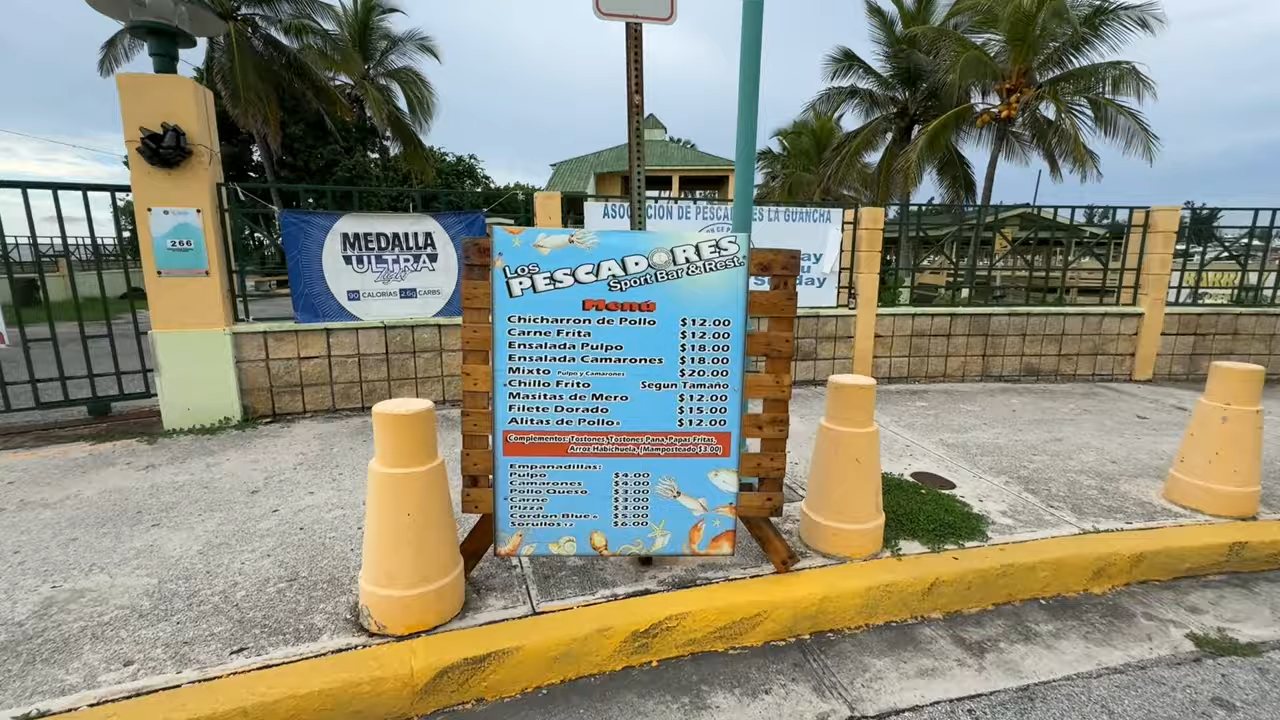 266
MEDALLA
ULTRA
Light
90 CALORÍAS 2.6g CARBS
ASOCIACIÓN DE PESCADORES LA GUANCHA
Los
PESCADORES
Sport Bar & Rest.
Menú
Chicharron de Pollo $12.00
Carne Frita $12.00
Ensalada Pulpo $18.00
Ensalada Camarones $18.00
Mixto Pulpo y Camarones $20.00
Chillo Frito Segun Tamaño
Masitas de Mero $12.00
Filete Dorado $15.00
Alitas de Pollo $12.00
Complementos: Tostones, Tostones Pana, Papas Fritas,
Arroz Habichuela, (Mamposteado $3.00)
Empanadillas:
Pulpo $4.00
Camarones $4.00
Pollo Queso $3.00
Carne $3.00
Pizza $3.00
Cordon Blue $5.00
Sorullos 12 $6.00